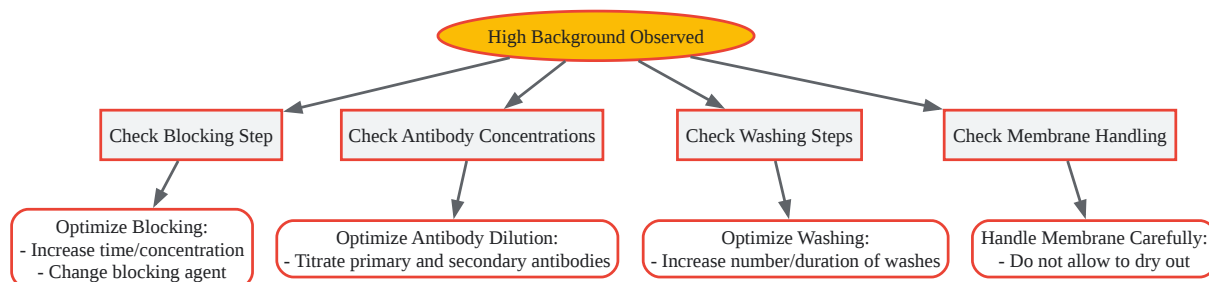 High Background Observed
Check Blocking Step
Check Antibody Concentrations
Check Washing Steps
Check Membrane Handling
Optimize Blocking:
- Increase time/concentration
- Change blocking agent
Optimize Antibody Dilution:
- Titrate primary and secondary antibodies
Optimize Washing:
- Increase number/duration of washes
Handle Membrane Carefully:
- Do not allow to dry out